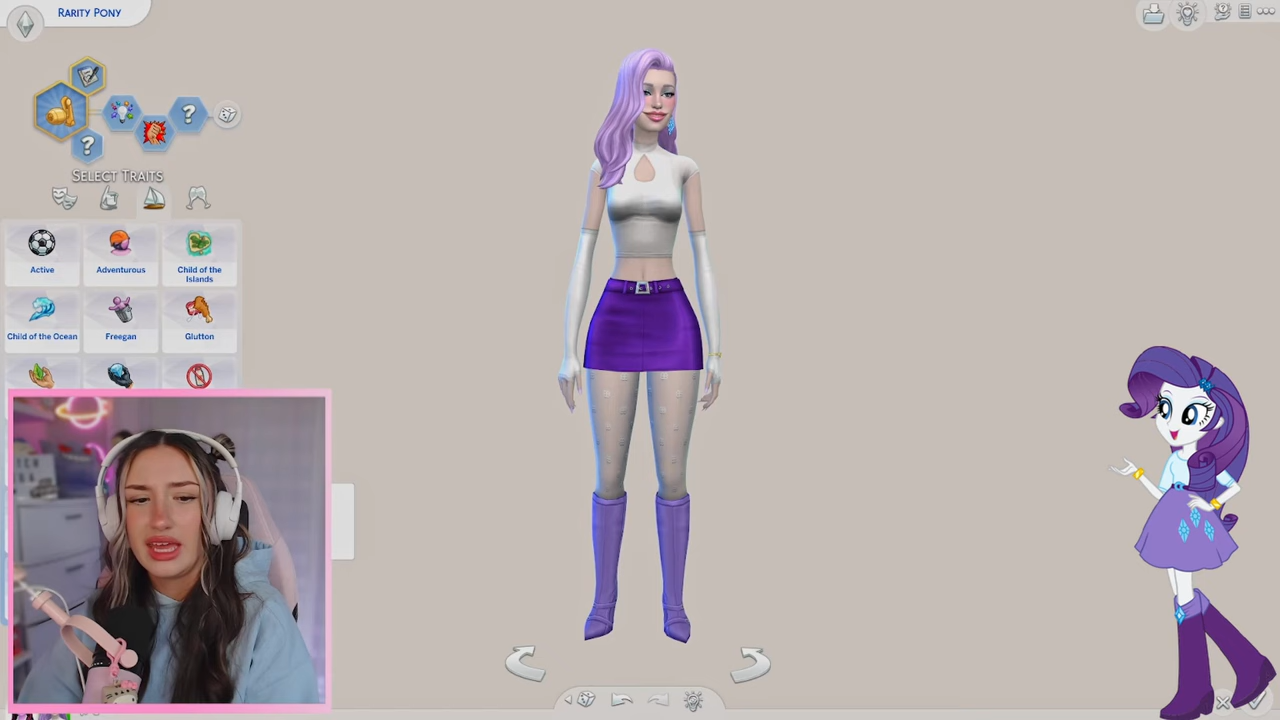 Rarity Pony
Select Traits
Active
Adventurous
Child of the
Islands
Child of the Ocean
Freegan
Glutton